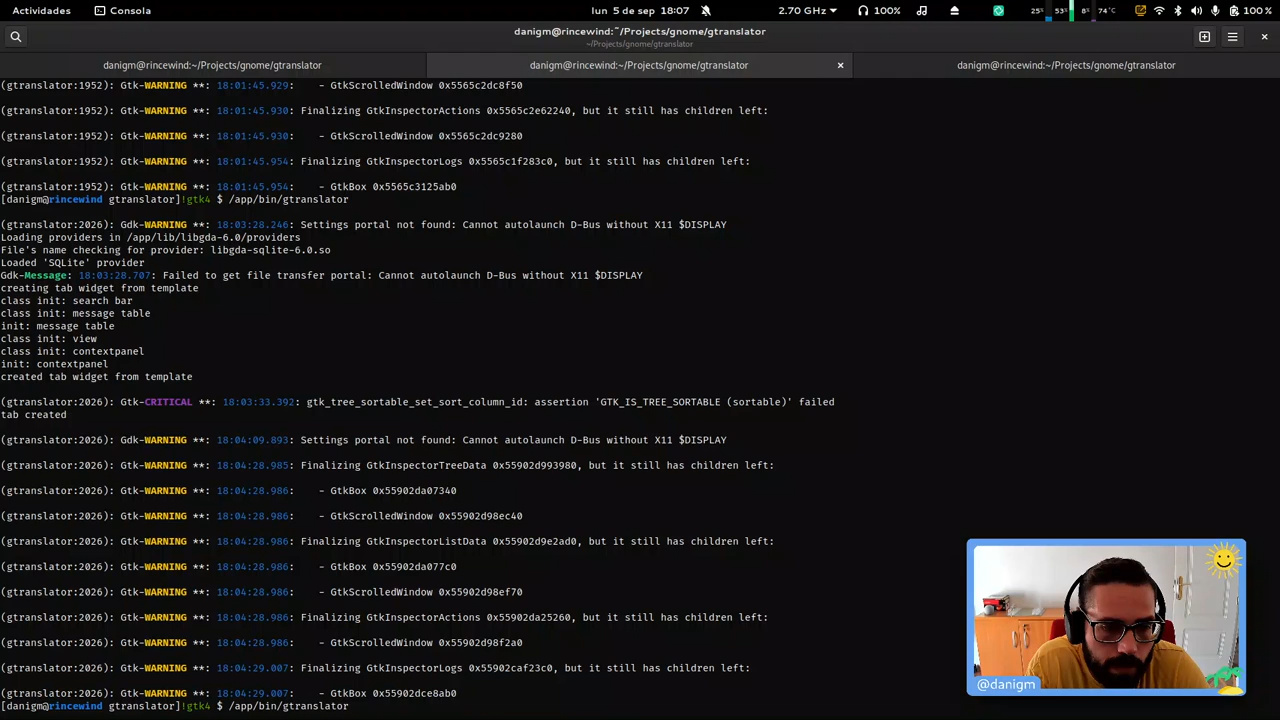 Actividades
Consola
lun 5 de sep 18:07
2.70 GHz
100%
25%
53%
8%
74°C
100 %
danigm@rincewind:~/Projects/gnome/gtranslator
~/Projects/gnome/gtranslator
danigm@rincewind:~/Projects/gnome/gtranslator
danigm@rincewind:~/Projects/gnome/gtranslator
danigm@rincewind:~/Projects/gnome/gtranslator
(gtranslator:1952): Gtk-WARNING **: 18:01:45.929:    - GtkScrolledWindow 0x5565c2dc8f50
(gtranslator:1952): Gtk-WARNING **: 18:01:45.930: Finalizing GtkInspectorActions 0x5565c2e62240, but it still has children left:
(gtranslator:1952): Gtk-WARNING **: 18:01:45.930:    - GtkScrolledWindow 0x5565c2dc9280
(gtranslator:1952): Gtk-WARNING **: 18:01:45.954: Finalizing GtkInspectorLogs 0x5565c1f283c0, but it still has children left:
(gtranslator:1952): Gtk-WARNING **: 18:01:45.954:    - GtkBox 0x5565c3125ab0
[danigm@rincewind gtranslator]!gtk4 $ /app/bin/gtranslator
(gtranslator:2026): Gdk-WARNING **: 18:03:28.246: Settings portal not found: Cannot autolaunch D-Bus without X11 $DISPLAY
Loading providers in /app/lib/libgda-6.0/providers
File's name checking for provider: libgda-sqlite-6.0.so
Loaded 'SQLite' provider
Gdk-Message: 18:03:28.707: Failed to get file transfer portal: Cannot autolaunch D-Bus without X11 $DISPLAY
creating tab widget from template
class init: search bar
class init: message table
init: message table
class init: view
class init: contextpanel
init: contextpanel
created tab widget from template
(gtranslator:2026): Gtk-CRITICAL **: 18:03:33.392: gtk_tree_sortable_set_sort_column_id: assertion 'GTK_IS_TREE_SORTABLE (sortable)' failed
tab created
(gtranslator:2026): Gdk-WARNING **: 18:04:09.893: Settings portal not found: Cannot autolaunch D-Bus without X11 $DISPLAY
(gtranslator:2026): Gtk-WARNING **: 18:04:28.985: Finalizing GtkInspectorTreeData 0x55902d993980, but it still has children left:
(gtranslator:2026): Gtk-WARNING **: 18:04:28.986:    - GtkBox 0x55902da07340
(gtranslator:2026): Gtk-WARNING **: 18:04:28.986:    - GtkScrolledWindow 0x55902d98ec40
(gtranslator:2026): Gtk-WARNING **: 18:04:28.986: Finalizing GtkInspectorListData 0x55902d9e2ad0, but it still has children left:
(gtranslator:2026): Gtk-WARNING **: 18:04:28.986:    - GtkBox 0x55902da077c0
(gtranslator:2026): Gtk-WARNING **: 18:04:28.986:    - GtkScrolledWindow 0x55902d98ef70
(gtranslator:2026): Gtk-WARNING **: 18:04:28.986: Finalizing GtkInspectorActions 0x55902da25260, but it still has children left:
(gtranslator:2026): Gtk-WARNING **: 18:04:28.986:    - GtkScrolledWindow 0x55902d98f2a0
(gtranslator:2026): Gtk-WARNING **: 18:04:29.007: Finalizing GtkInspectorLogs 0x55902caf23c0, but it still has children left:
(gtranslator:2026): Gtk-WARNING **: 18:04:29.007:    - GtkBox 0x55902dce8ab0
[danigm@rincewind gtranslator]!gtk4 $ /app/bin/gtranslator
@danigm